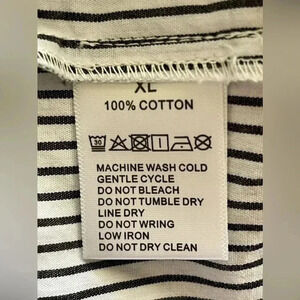 XL
100% COTTON
30
MACHINE WASH COLD
GENTLE CYCLE
DO NOT BLEACH
DO NOT TUMBLE DRY
LINE DRY
DO NOT WRING
LOW IRON
DO NOT DRY CLEAN